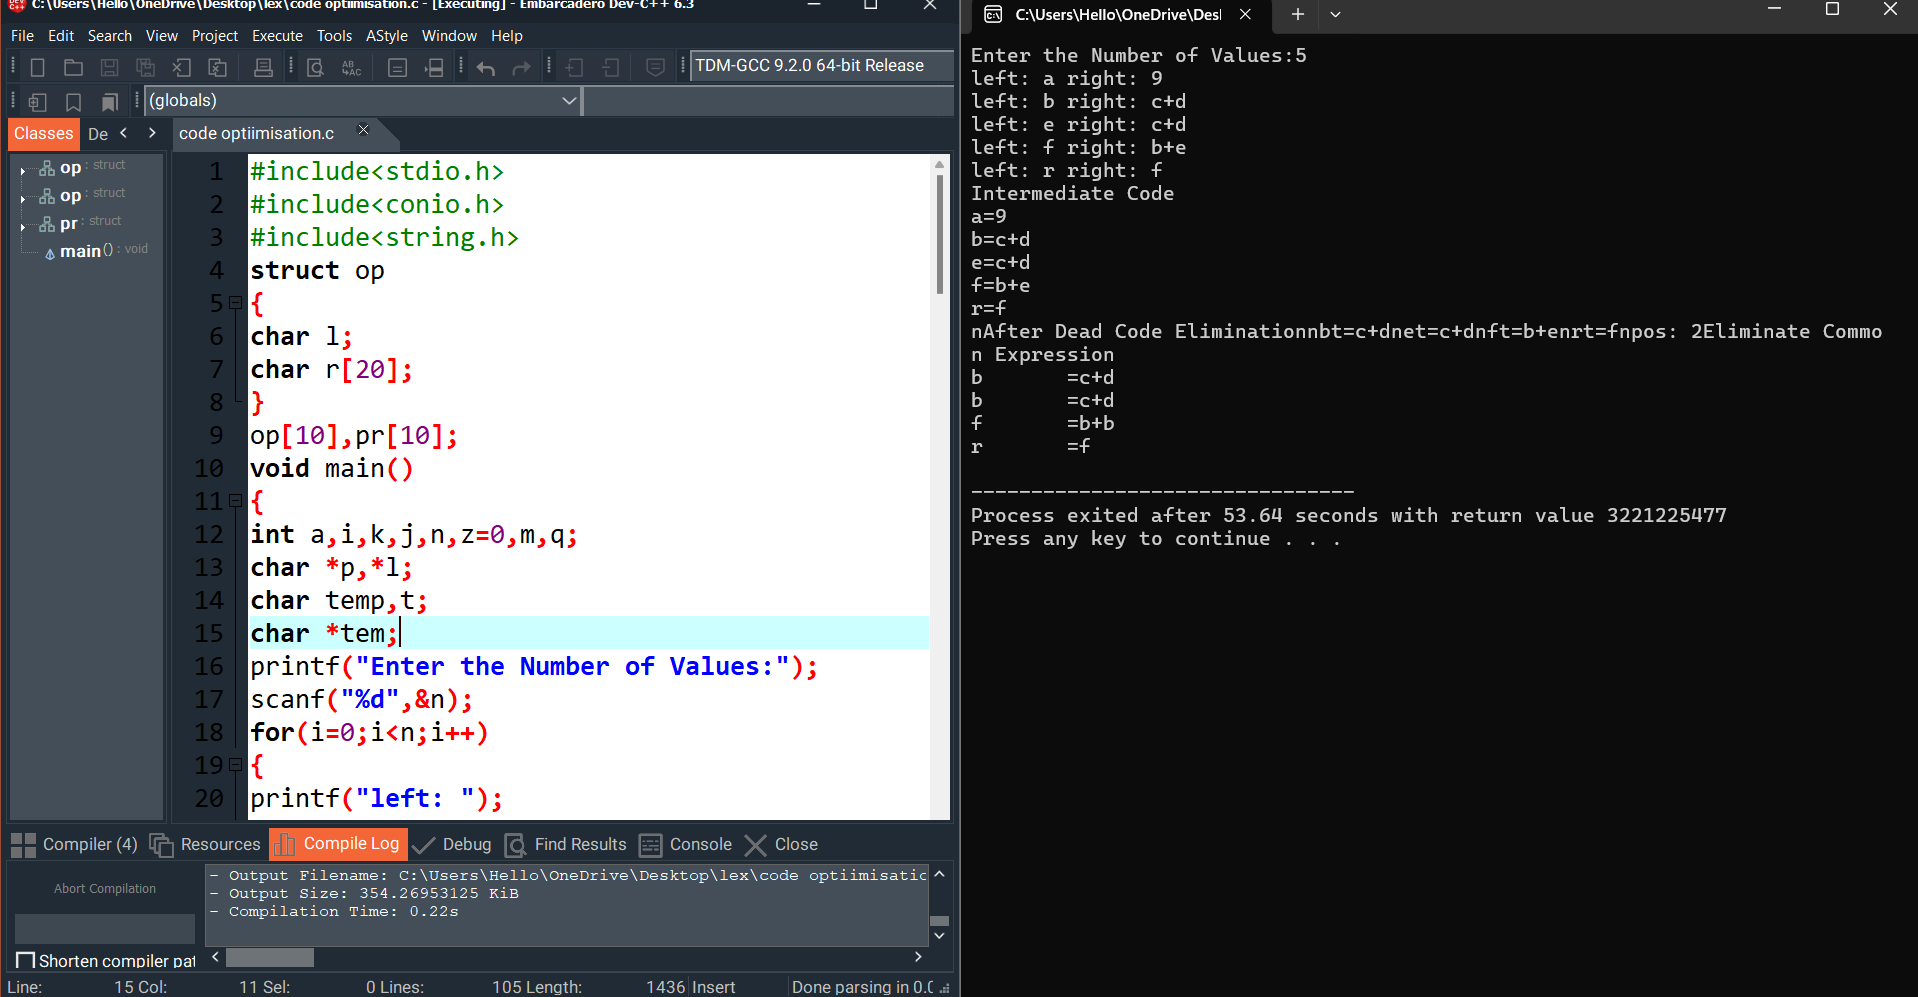 C:\Users\Hello\OneDrive\Desktop\lex\code optiimisation.c - [Executing] - Embarcadero Dev-C++ 6.3
File Edit Search View Project Execute Tools AStyle Window Help
TDM-GCC 9.2.0 64-bit Release
(globals)
Classes De
code optiimisation.c
op : struct
op : struct
pr : struct
main() : void
1 #include<stdio.h>
2 #include<conio.h>
3 #include<string.h>
4 struct op
5 {
6 char l;
7 char r[20];
8 }
9 op[10],pr[10];
10 void main()
11 {
12 int a,i,k,j,n,z=0,m,q;
13 char *p,*l;
14 char temp,t;
15 char *tem;
16 printf("Enter the Number of Values:");
17 scanf("%d",&n);
18 for(i=0;i<n;i++)
19 {
20 printf("left: ");
Compiler (4) Resources Compile Log Debug Find Results Console Close
Abort Compilation
Shorten compiler pat
- Output Filename: C:\Users\Hello\OneDrive\Desktop\lex\code optiimisatic
- Output Size: 354.26953125 KiB
- Compilation Time: 0.22s
Line: 15 Col: 11 Sel: 0 Lines: 105 Length: 1436 Insert Done parsing in 0.0
C:\Users\Hello\OneDrive\Des
Enter the Number of Values:5
left: a right: 9
left: b right: c+d
left: e right: c+d
left: f right: b+e
left: r right: f
Intermediate Code
a=9
b=c+d
e=c+d
f=b+e
r=f
nAfter Dead Code Eliminationnbt=c+dnet=c+dnft=b+enrt=fnpos: 2Eliminate Commo
n Expression
b =c+d
b =c+d
f =b+b
r =f
--------------------------------
Process exited after 53.64 seconds with return value 3221225477
Press any key to continue . . .